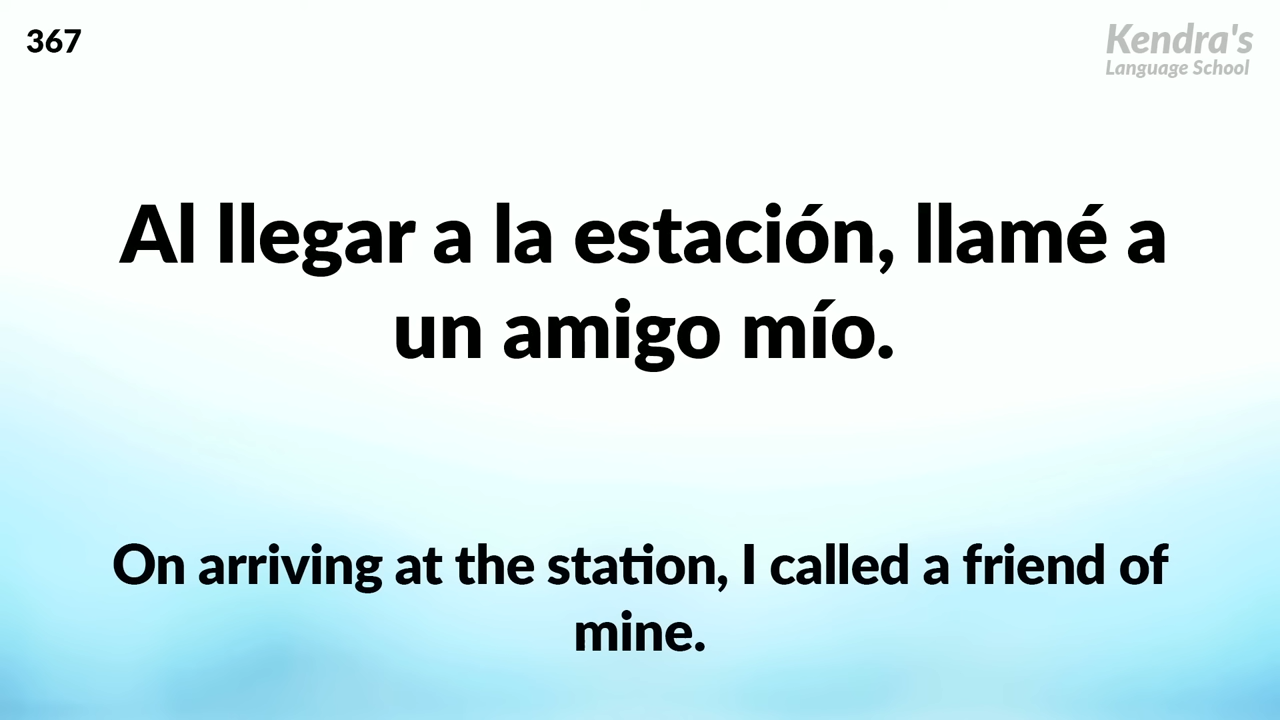 367
Kendra's
Language School
Al llegar a la estación, llamé a
un amigo mío.
On arriving at the station, I called a friend of
mine.